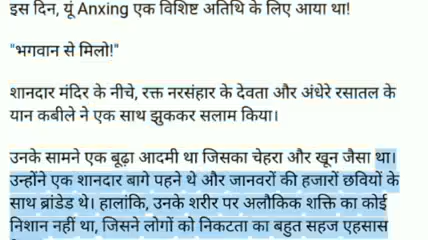 इस दिन, यूं Anxing एक विशिष्ट अतिथि के लिए आया था!
"भगवान से मिलो!"
शानदार मंदिर के नीचे, रक्त नरसंहार के देवता और अंधेरे रसातल के
यान कबीले ने एक साथ झुककर सलाम किया।
उनके सामने एक बूढ़ा आदमी था जिसका चेहरा और खून जैसा था।
उन्होंने एक शानदार बागे पहने थे और जानवरों की हजारों छवियों के
साथ ब्रांडेड थे। हालांकि, उनके शरीर पर अलौकिक शक्ति का कोई
निशान नहीं था, जिसने लोगों को निकटता का बहुत सहज एहसास